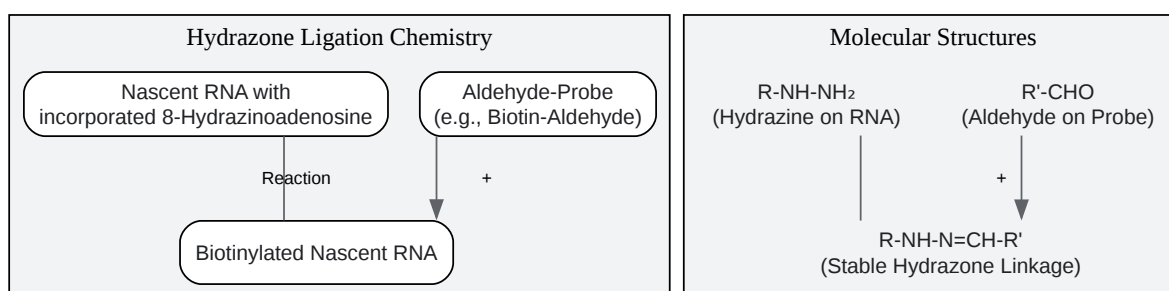 Hydrazone Ligation Chemistry
Nascent RNA with
incorporated 8-Hydrazinoadenosine
Aldehyde-Probe
(e.g., Biotin-Aldehyde)
Reaction
+
Biotinylated Nascent RNA
Molecular Structures
R-NH-NH₂
(Hydrazine on RNA)
R'-CHO
(Aldehyde on Probe)
+
R-NH-N=CH-R'
(Stable Hydrazone Linkage)